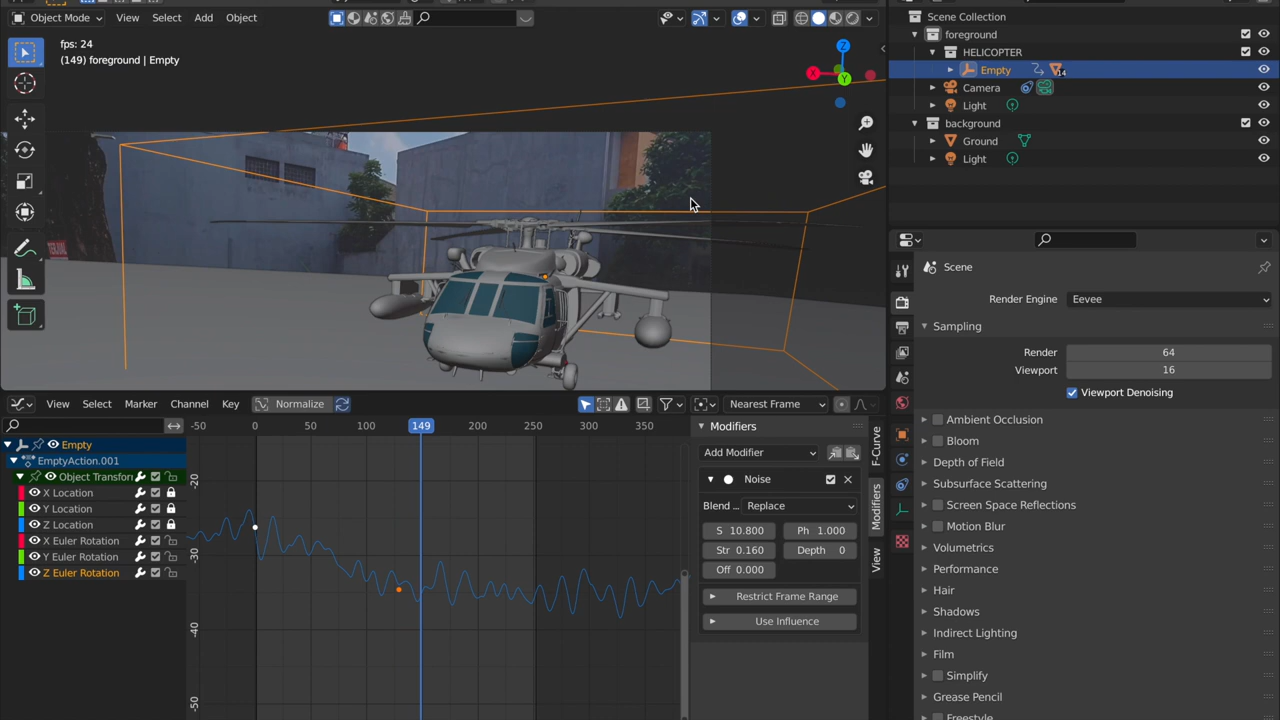 Object Mode View Select Add Object
fps: 24
(149) foreground | Empty
Z
X
Y
TERJUAL
Scene Collection
foreground
HELICOPTER
Empty 14
Camera
Light
background
Ground
Light
Scene
Render Engine Eevee
Sampling
Render 64
Viewport 16
Viewport Denoising
Ambient Occlusion
Bloom
Depth of Field
Subsurface Scattering
Screen Space Reflections
Motion Blur
Volumetrics
Performance
Hair
Shadows
Indirect Lighting
Film
Simplify
Grease Pencil
Freestyle
View Select Marker Channel Key Normalize Nearest Frame
-50 0 50 100 149 200 250 300 350
Empty
EmptyAction.001
Object Transforn
X Location
Y Location
Z Location
X Euler Rotation
Y Euler Rotation
Z Euler Rotation
-20
-30
-40
-50
Modifiers
Add Modifier
Noise
Blend ... Replace
S 10.800 Ph 1.000
Str 0.160 Depth 0
Off 0.000
Restrict Frame Range
Use Influence
F-Curve
Modifiers
View